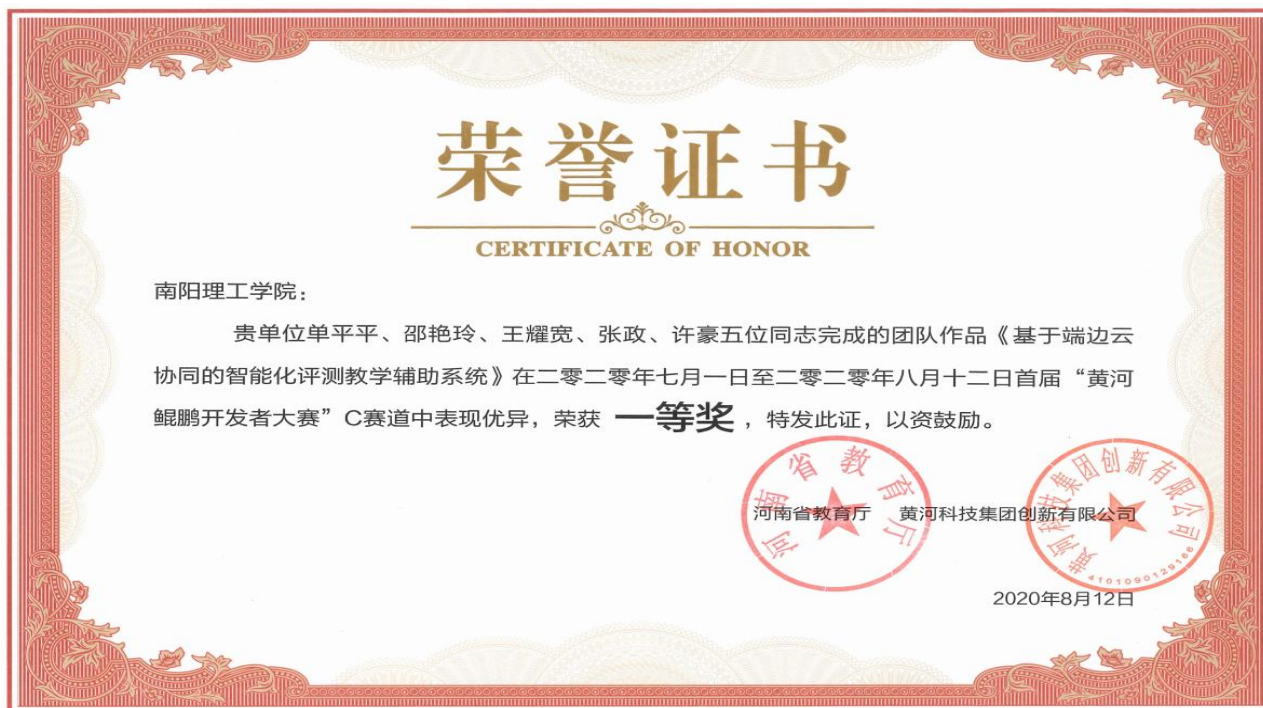 荣誉证书
CERTIFICATE OF HONOR
南阳理工学院：
贵单位单平平、邵艳玲、王耀宽、张政、许豪五位同志完成的团队作品《基于端边云
协同的智能化评测教学辅助系统》在二零二零年七月一日至二零二零年八月十二日首届“黄河
鲲鹏开发者大赛”C赛道中表现优异，荣获 一等奖，特发此证，以资鼓励。
河南省教育厅
黄河科技集团创新有限公司
河南省教育厅 黄河科技集团创新有限公司
4101090129166
2020年8月12日